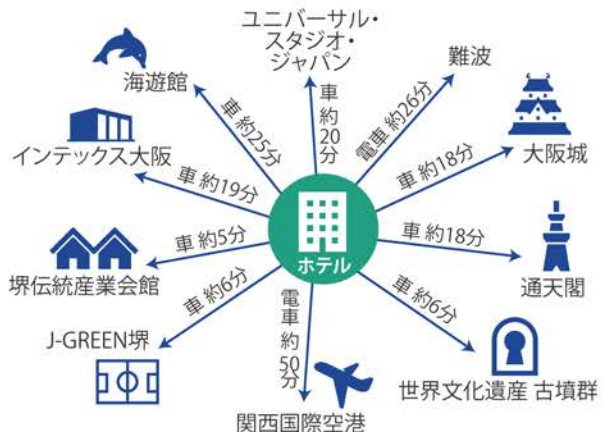 ユニバーサル・
スタジオ・
ジャパン
難波
海遊館
車 約20分
電車 約26分
車 約25分
大阪城
インテックス大阪
車 約18分
車 約19分
車 約5分
ホテル
車 約18分
堺伝統産業会館
通天閣
車 約6分
車 約6分
電車 約50分
J-GREEN堺
世界文化遺産 古墳群
関西国際空港